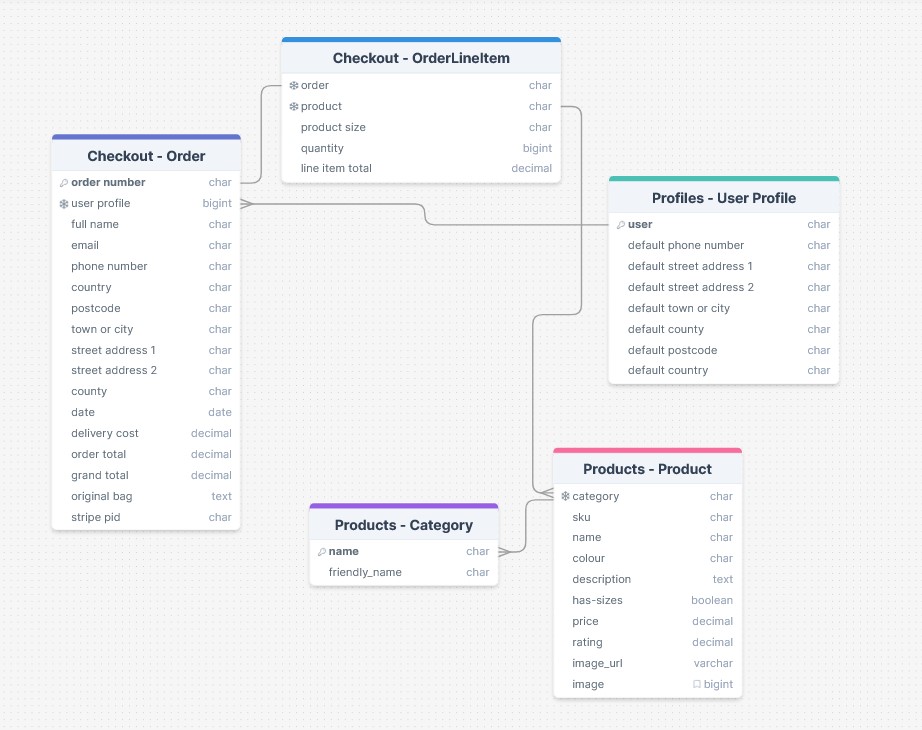 Checkout - OrderLineItem
order char
product char
product size char
quantity bigint
line item total decimal
Checkout - Order
order number char
user profile bigint
full name char
email char
phone number char
country char
postcode char
town or city char
street address 1 char
street address 2 char
county char
date date
delivery cost decimal
order total decimal
grand total decimal
original bag text
stripe pid char
Profiles - User Profile
user char
default phone number char
default street address 1 char
default street address 2 char
default town or city char
default county char
default postcode char
default country char
Products - Category
name char
friendly_name char
Products - Product
category char
sku char
name char
colour char
description text
has-sizes boolean
price decimal
rating decimal
image_url varchar
image bigint